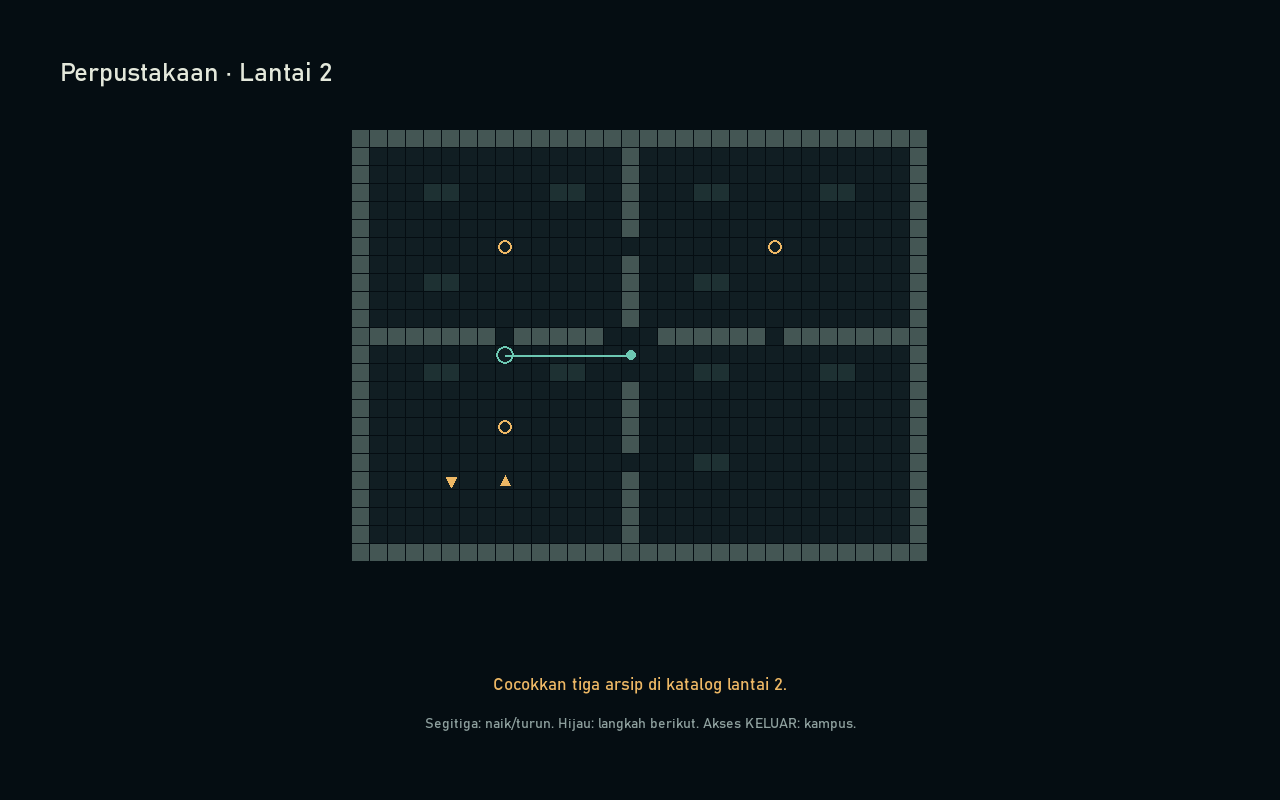 Perpustakaan · Lantai 2
Cocokkan tiga arsip di katalog lantai 2.
Segitiga: naik/turun. Hijau: langkah berikut. Akses KELUAR: kampus.